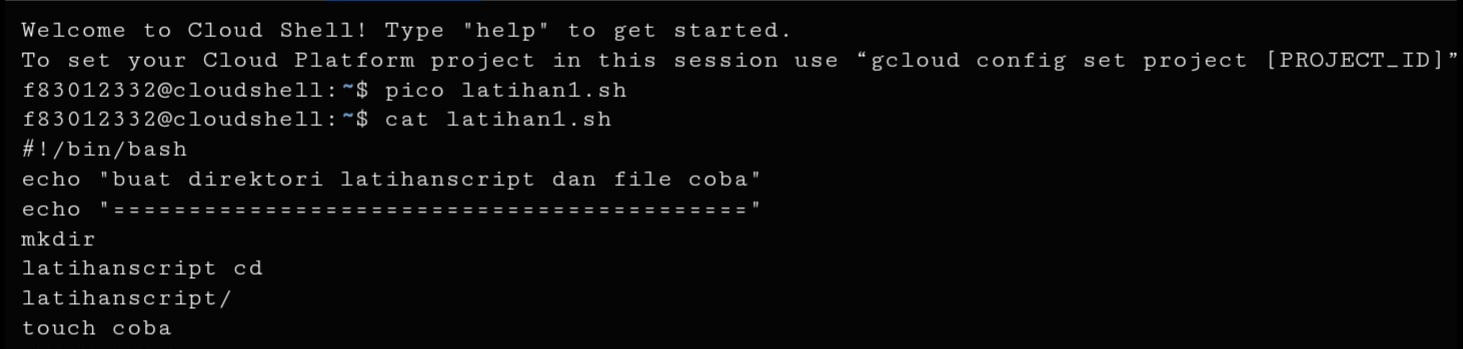 Welcome to Cloud Shell! Type "help" to get started.
To set your Cloud Platform project in this session use “gcloud config set project [PROJECT_ID]”
f83012332@cloudshell:~$ pico latihan1.sh
f83012332@cloudshell:~$ cat latihan1.sh
#!/bin/bash
echo "buat direktori latihanscript dan file coba"
echo "=========================================="
mkdir
latihanscript cd
latihanscript/
touch coba